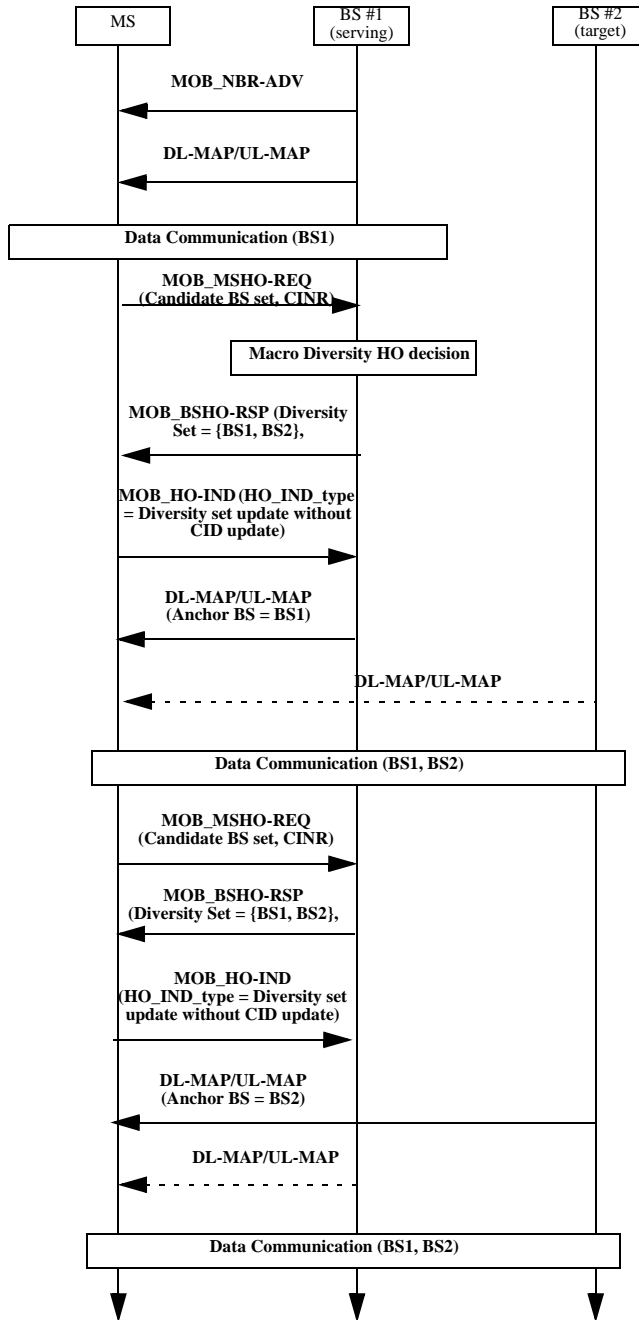 MS
BS #1
(serving)
BS #2
(target)
MOB_NBR-ADV
DL-MAP/UL-MAP
Data Communication (BS1)
MOB_MSHO-REQ
(Candidate BS set, CINR)
Macro Diversity HO decision
MOB_BSHO-RSP (Diversity
Set = {BS1, BS2},
MOB_HO-IND (HO_IND_type
= Diversity set update without
CID update)
DL-MAP/UL-MAP
(Anchor BS = BS1)
DL-MAP/UL-MAP
Data Communication (BS1, BS2)
MOB_MSHO-REQ
(Candidate BS set, CINR)
MOB_BSHO-RSP
(Diversity Set = {BS1, BS2},
MOB_HO-IND
(HO_IND_type = Diversity set
update without CID update)
DL-MAP/UL-MAP
(Anchor BS = BS2)
DL-MAP/UL-MAP
Data Communication (BS1, BS2)